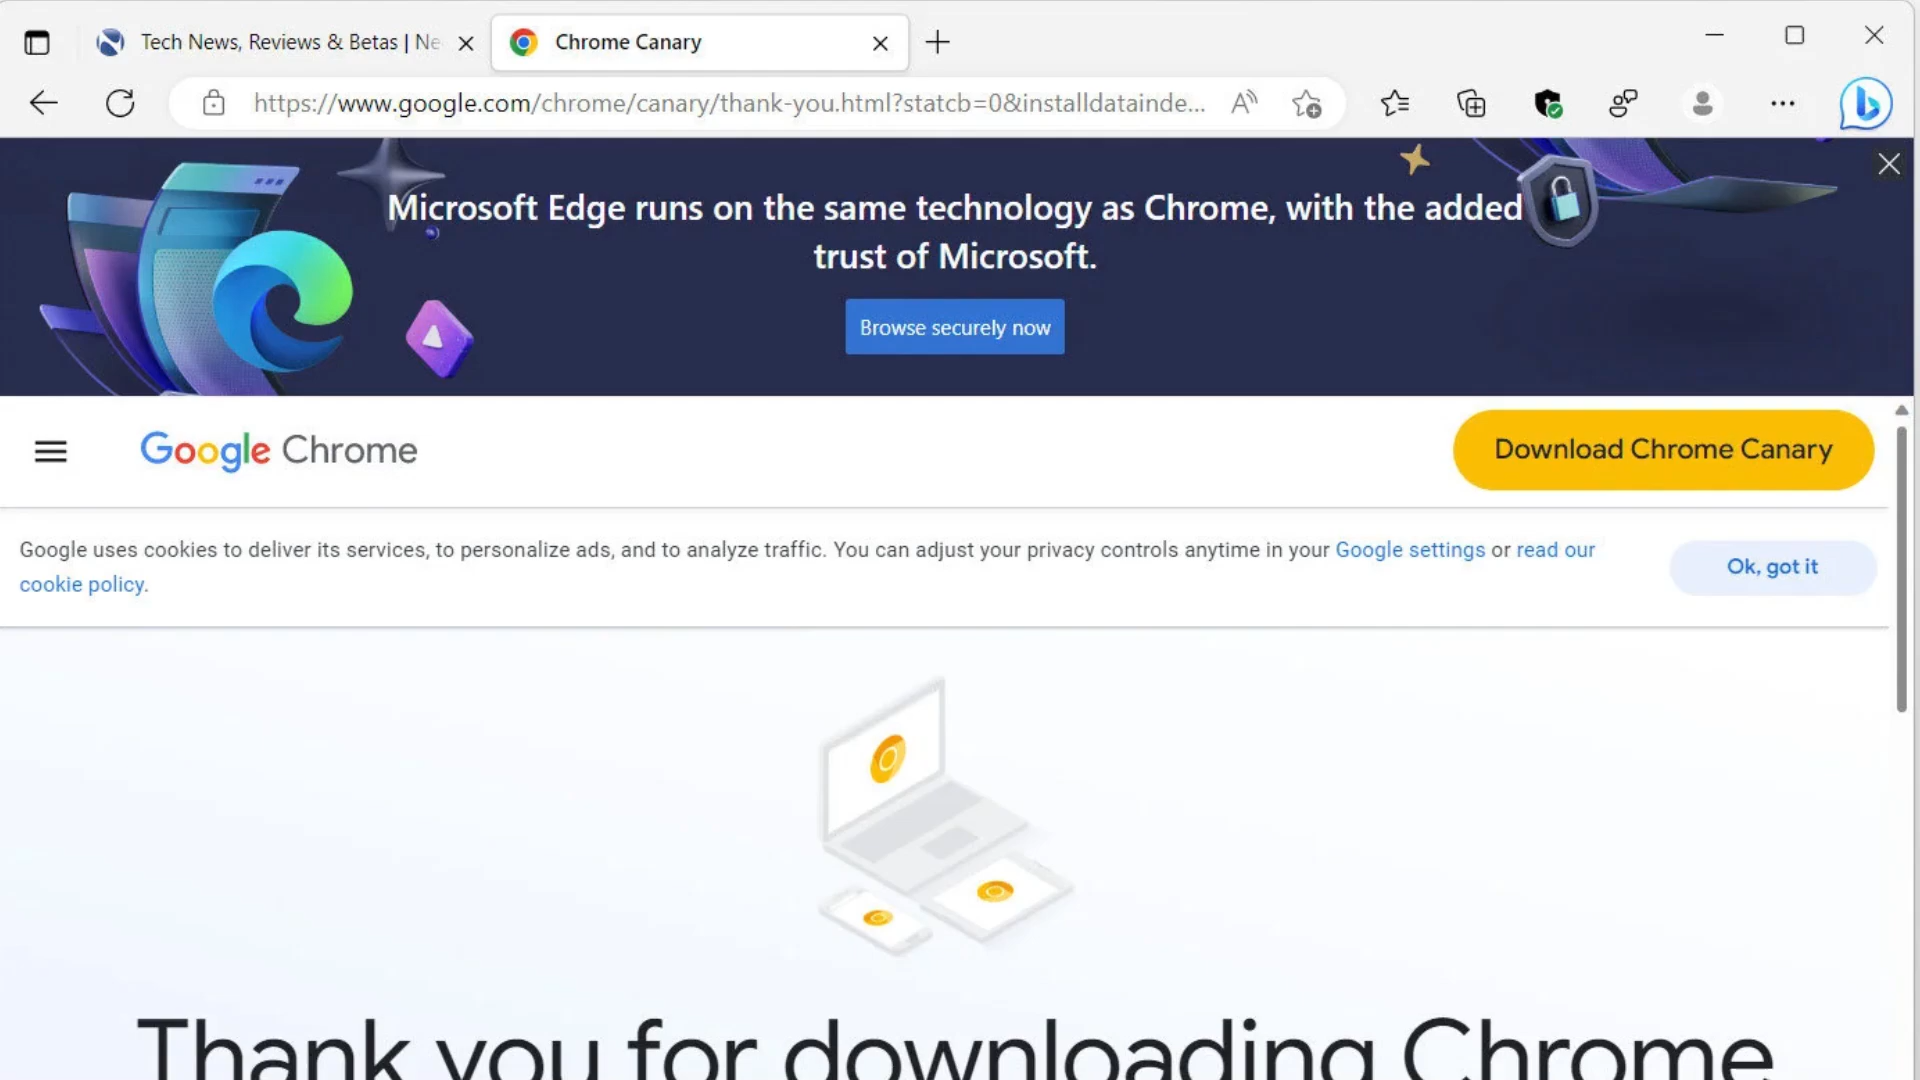 Tech News, Reviews & Betas | Ne
Chrome Canary
https://www.google.com/chrome/canary/thank-you.html?statcb=0&installdatainde...
Microsoft Edge runs on the same technology as Chrome, with the added
trust of Microsoft.
Browse securely now
Google Chrome
Download Chrome Canary
Google uses cookies to deliver its services, to personalize ads, and to analyze traffic. You can adjust your privacy controls anytime in your Google settings or read our
cookie policy.
Ok, got it
Thank you for downloading Chrome